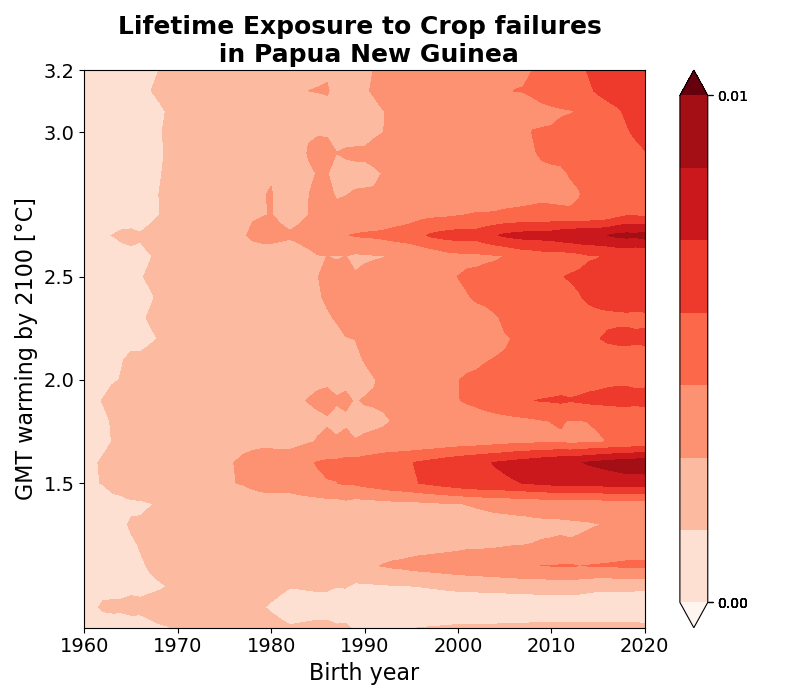 Lifetime Exposure to Crop failures
in Papua New Guinea
GMT warming by 2100 [°C]
3.2
3.0
2.5
2.0
1.5
1960 1970 1980 1990 2000 2010 2020
Birth year
0.01
0.00